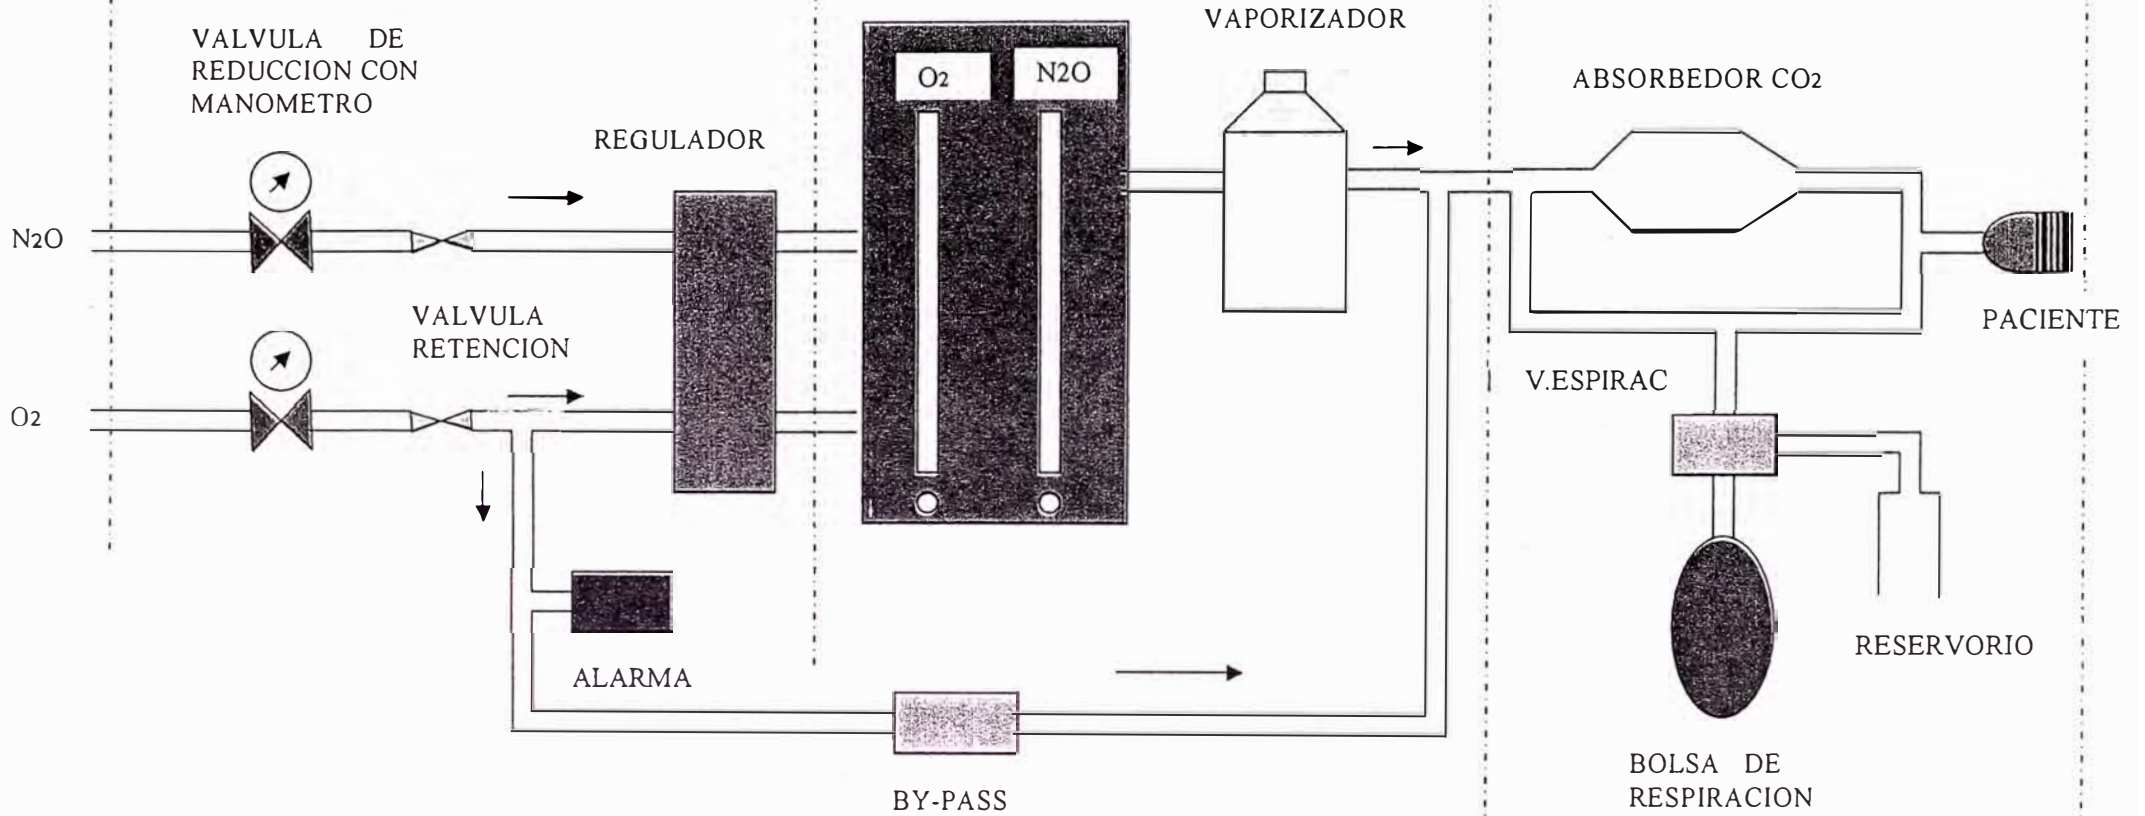 VAPORIZADOR
VALVULA DE
REDUCCION CON
MANOMETRO
O2
N2O
ABSORBEDOR CO2
REGULADOR
N2O
VALVULA
RETENCION
PACIENTE
V.ESPIRAC
O2
RESERVORIO
ALARMA
BOLSA DE
RESPIRACION
BY-PASS